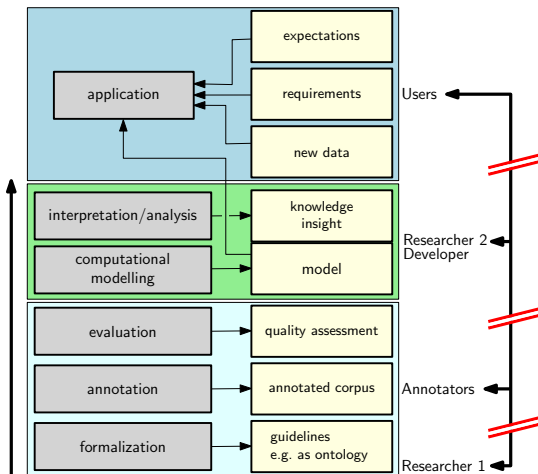 expectations
application
requirements
Users
new data
interpretation/analysis
knowledge
insight
Researcher 2
Developer
computational
modelling
model
evaluation
quality assessment
annotation
annotated corpus
Annotators
formalization
guidelines
e.g. as ontology
Researcher 1